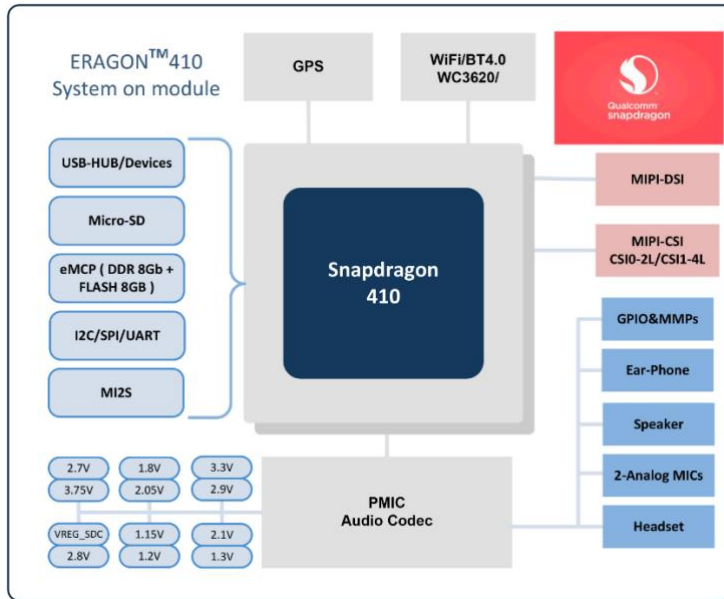 ERAGON™410
System on module
GPS
WiFi/BT4.0
WC3620/
Qualcomm
snapdragon
USB-HUB/Devices
Micro-SD
eMCP ( DDR 8Gb +
FLASH 8GB )
I2C/SPI/UART
MI2S
Snapdragon
410
MIPI-DSI
MIPI-CSI
CSI0-2L/CSI1-4L
GPIO&MMPs
Ear-Phone
Speaker
2-Analog MICs
Headset
2.7V
1.8V
3.3V
3.75V
2.05V
2.9V
VREG_SDC
1.15V
2.1V
2.8V
1.2V
1.3V
PMIC
Audio Codec